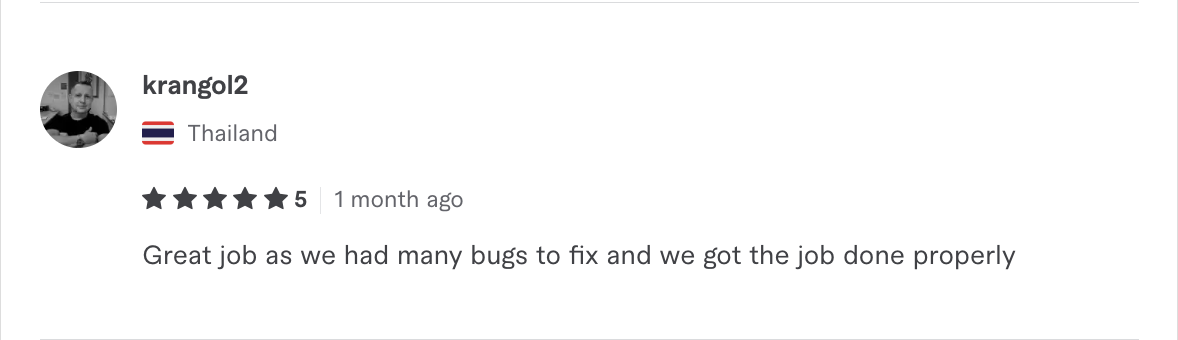 krangol2
Thailand
5 | 1 month ago
Great job as we had many bugs to fix and we got the job done properly